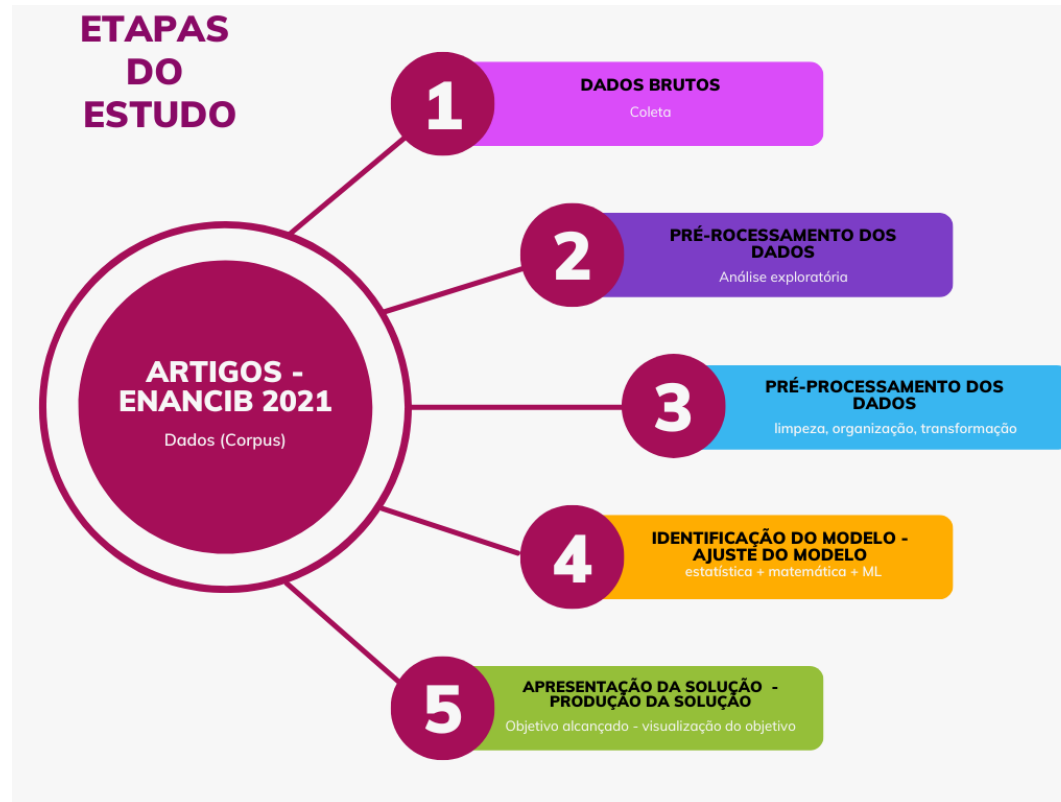 ETAPAS
DO
ESTUDO
ARTIGOS -
ENANCIB 2021
Dados (Corpus)
1
DADOS BRUTOS
Coleta
2
PRÉ-ROCESSAMENTO DOS
DADOS
Análise exploratória
3
PRÉ-PROCESSAMENTO DOS
DADOS
limpeza, organização, transformação
4
IDENTIFICAÇÃO DO MODELO -
AJUSTE DO MODELO
estatística + matemática + ML
5
APRESENTAÇÃO DA SOLUÇÃO -
PRODUÇÃO DA SOLUÇÃO
Objetivo alcançado - visualização do objetivo